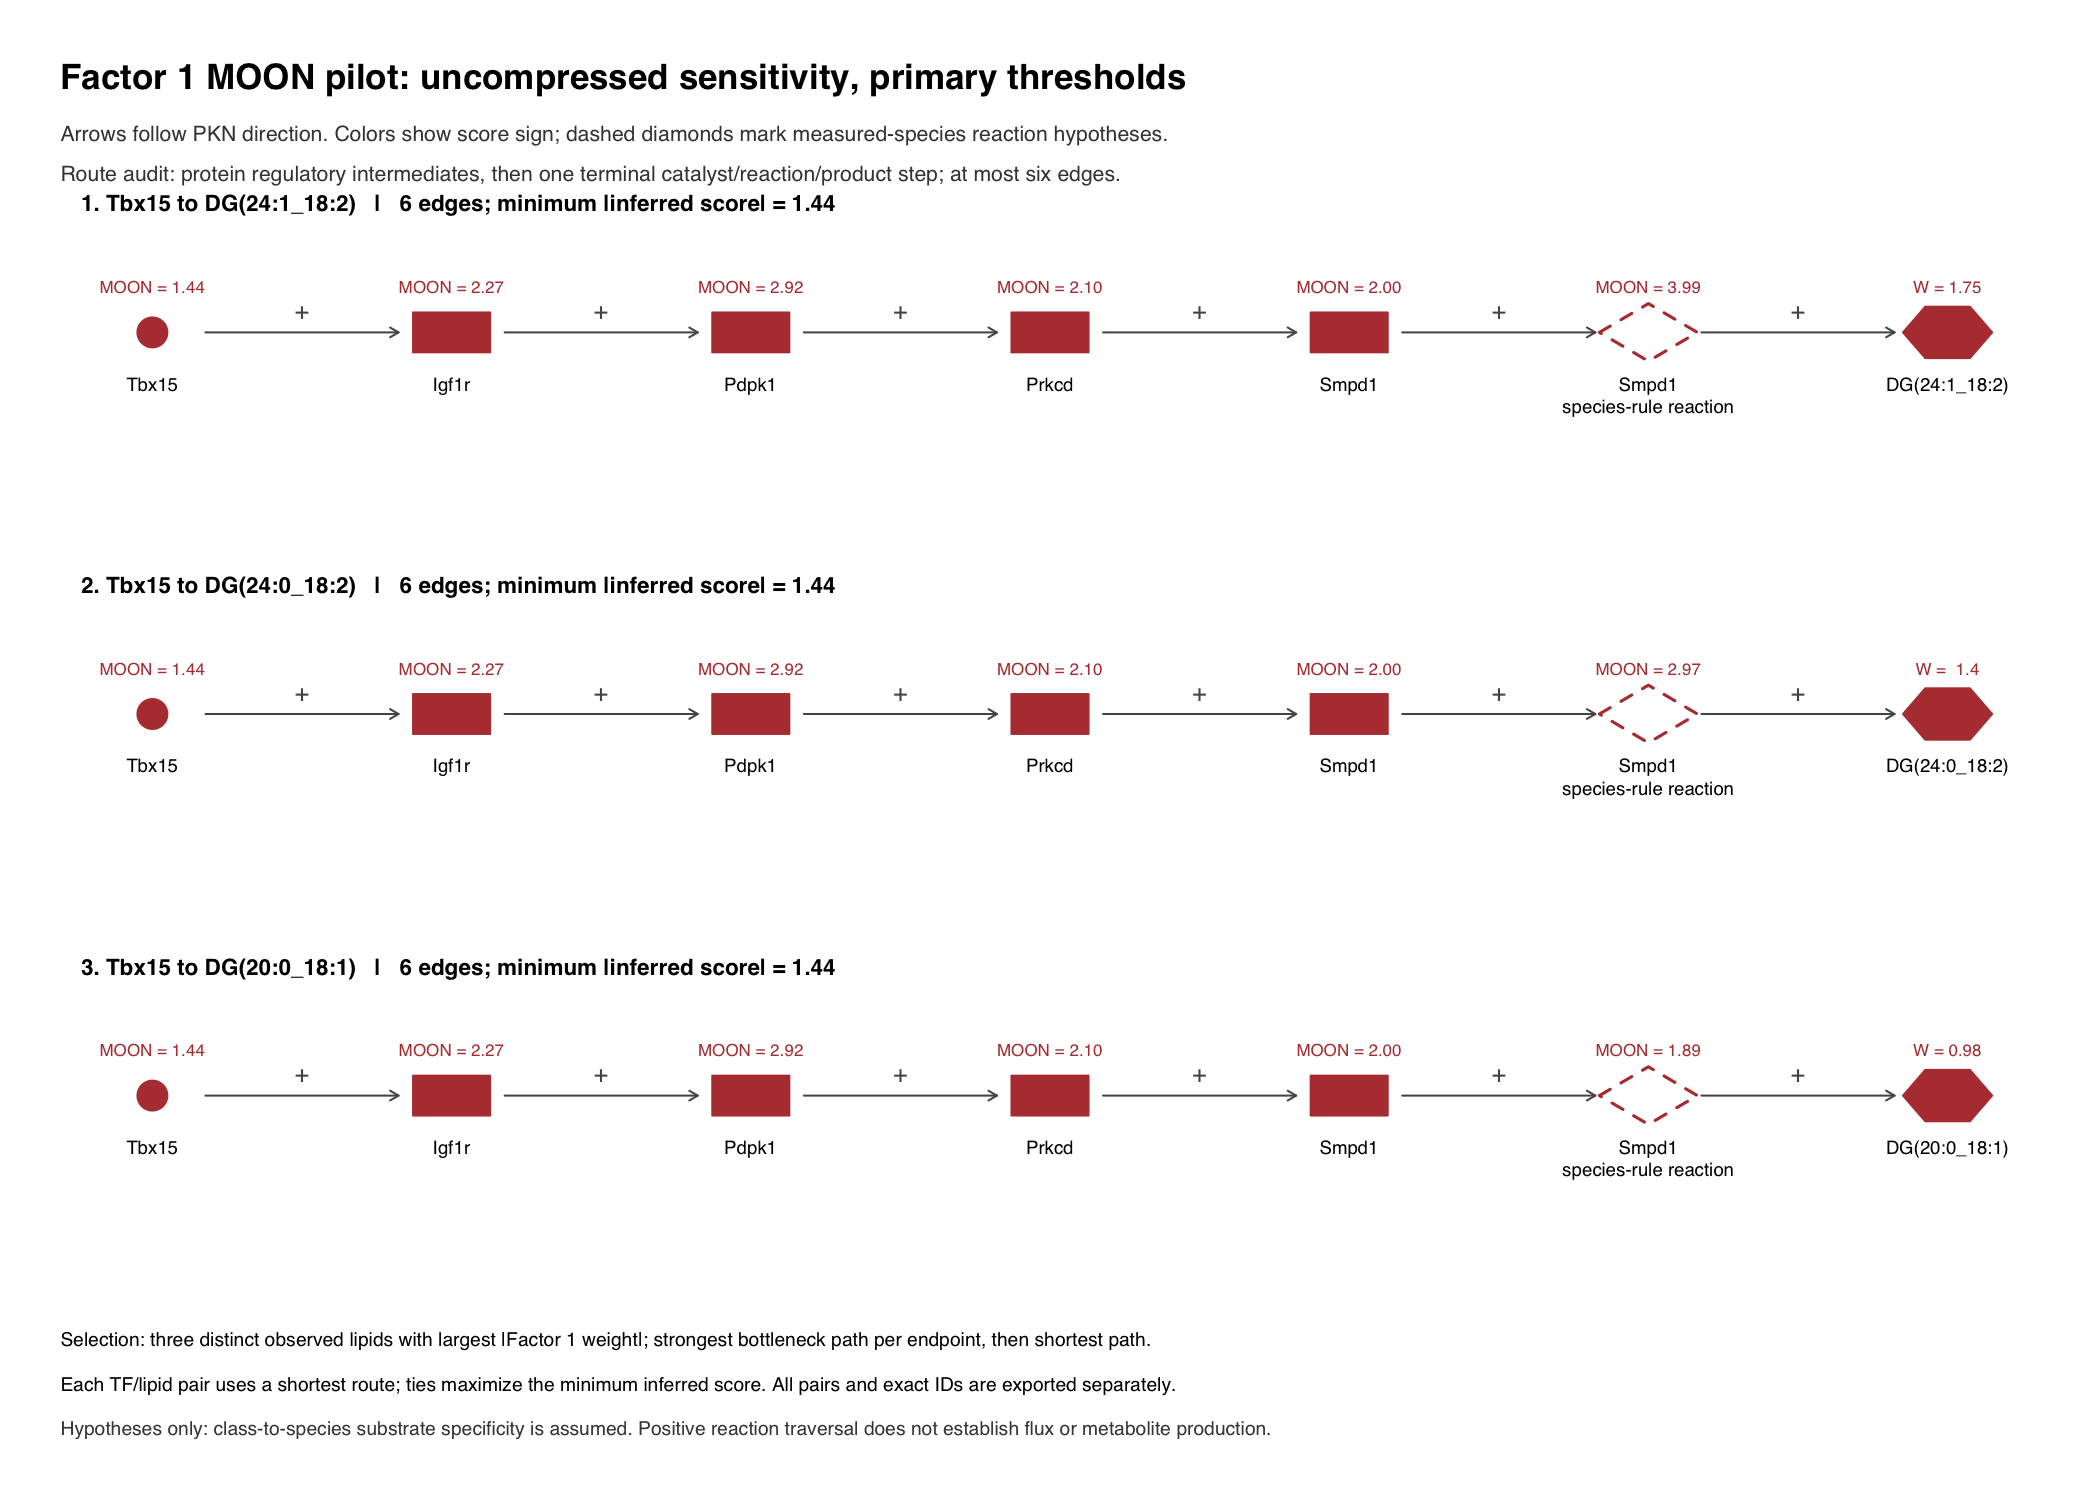 Factor 1 MOON pilot: uncompressed sensitivity, primary thresholds
Arrows follow PKN direction. Colors show score sign; dashed diamonds mark measured-species reaction hypotheses.
Route audit: protein regulatory intermediates, then one terminal catalyst/reaction/product step; at most six edges.
1. Tbx15 to DG(24:1_18:2) | 6 edges; minimum |inferred score| = 1.44
MOON = 1.44 MOON = 2.27 MOON = 2.92 MOON = 2.10 MOON = 2.00 MOON = 3.99 W = 1.75
+ + + + + +
Tbx15 Igf1r Pdpk1 Prkcd Smpd1 Smpd1 DG(24:1_18:2)
species-rule reaction
2. Tbx15 to DG(24:0_18:2) | 6 edges; minimum |inferred score| = 1.44
MOON = 1.44 MOON = 2.27 MOON = 2.92 MOON = 2.10 MOON = 2.00 MOON = 2.97 W = 1.4
+ + + + + +
Tbx15 Igf1r Pdpk1 Prkcd Smpd1 Smpd1 DG(24:0_18:2)
species-rule reaction
3. Tbx15 to DG(20:0_18:1) | 6 edges; minimum |inferred score| = 1.44
MOON = 1.44 MOON = 2.27 MOON = 2.92 MOON = 2.10 MOON = 2.00 MOON = 1.89 W = 0.98
+ + + + + +
Tbx15 Igf1r Pdpk1 Prkcd Smpd1 Smpd1 DG(20:0_18:1)
species-rule reaction
Selection: three distinct observed lipids with largest |Factor 1 weight|; strongest bottleneck path per endpoint, then shortest path.
Each TF/lipid pair uses a shortest route; ties maximize the minimum inferred score. All pairs and exact IDs are exported separately.
Hypotheses only: class-to-species substrate specificity is assumed. Positive reaction traversal does not establish flux or metabolite production.